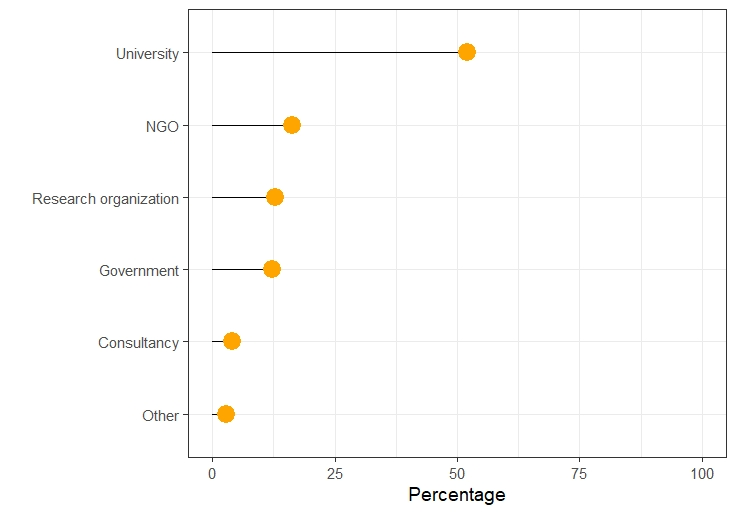 University
NGO
Research organization
Government
Consultancy
Other
0 25 50 75 100
Percentage